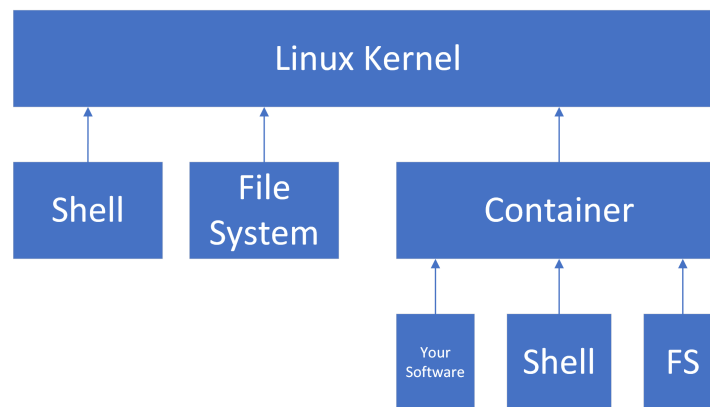 Linux Kernel
Shell
File
System
Container
Your
Software
Shell
FS